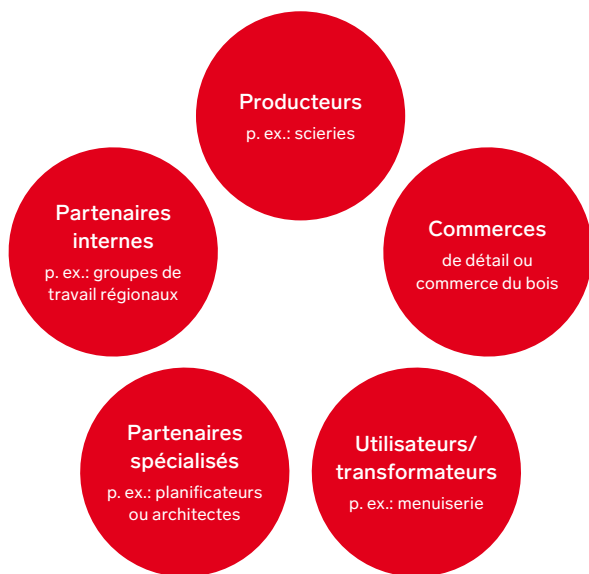 Producteurs
p. ex.: scieries
Partenaires
internes
p. ex.: groupes de
travail régionaux
Commerces
de détail ou
commerce du bois
Partenaires
spécialisés
p. ex.: planificateurs
ou architectes
Utilisateurs/
transformateurs
p. ex.: menuiserie